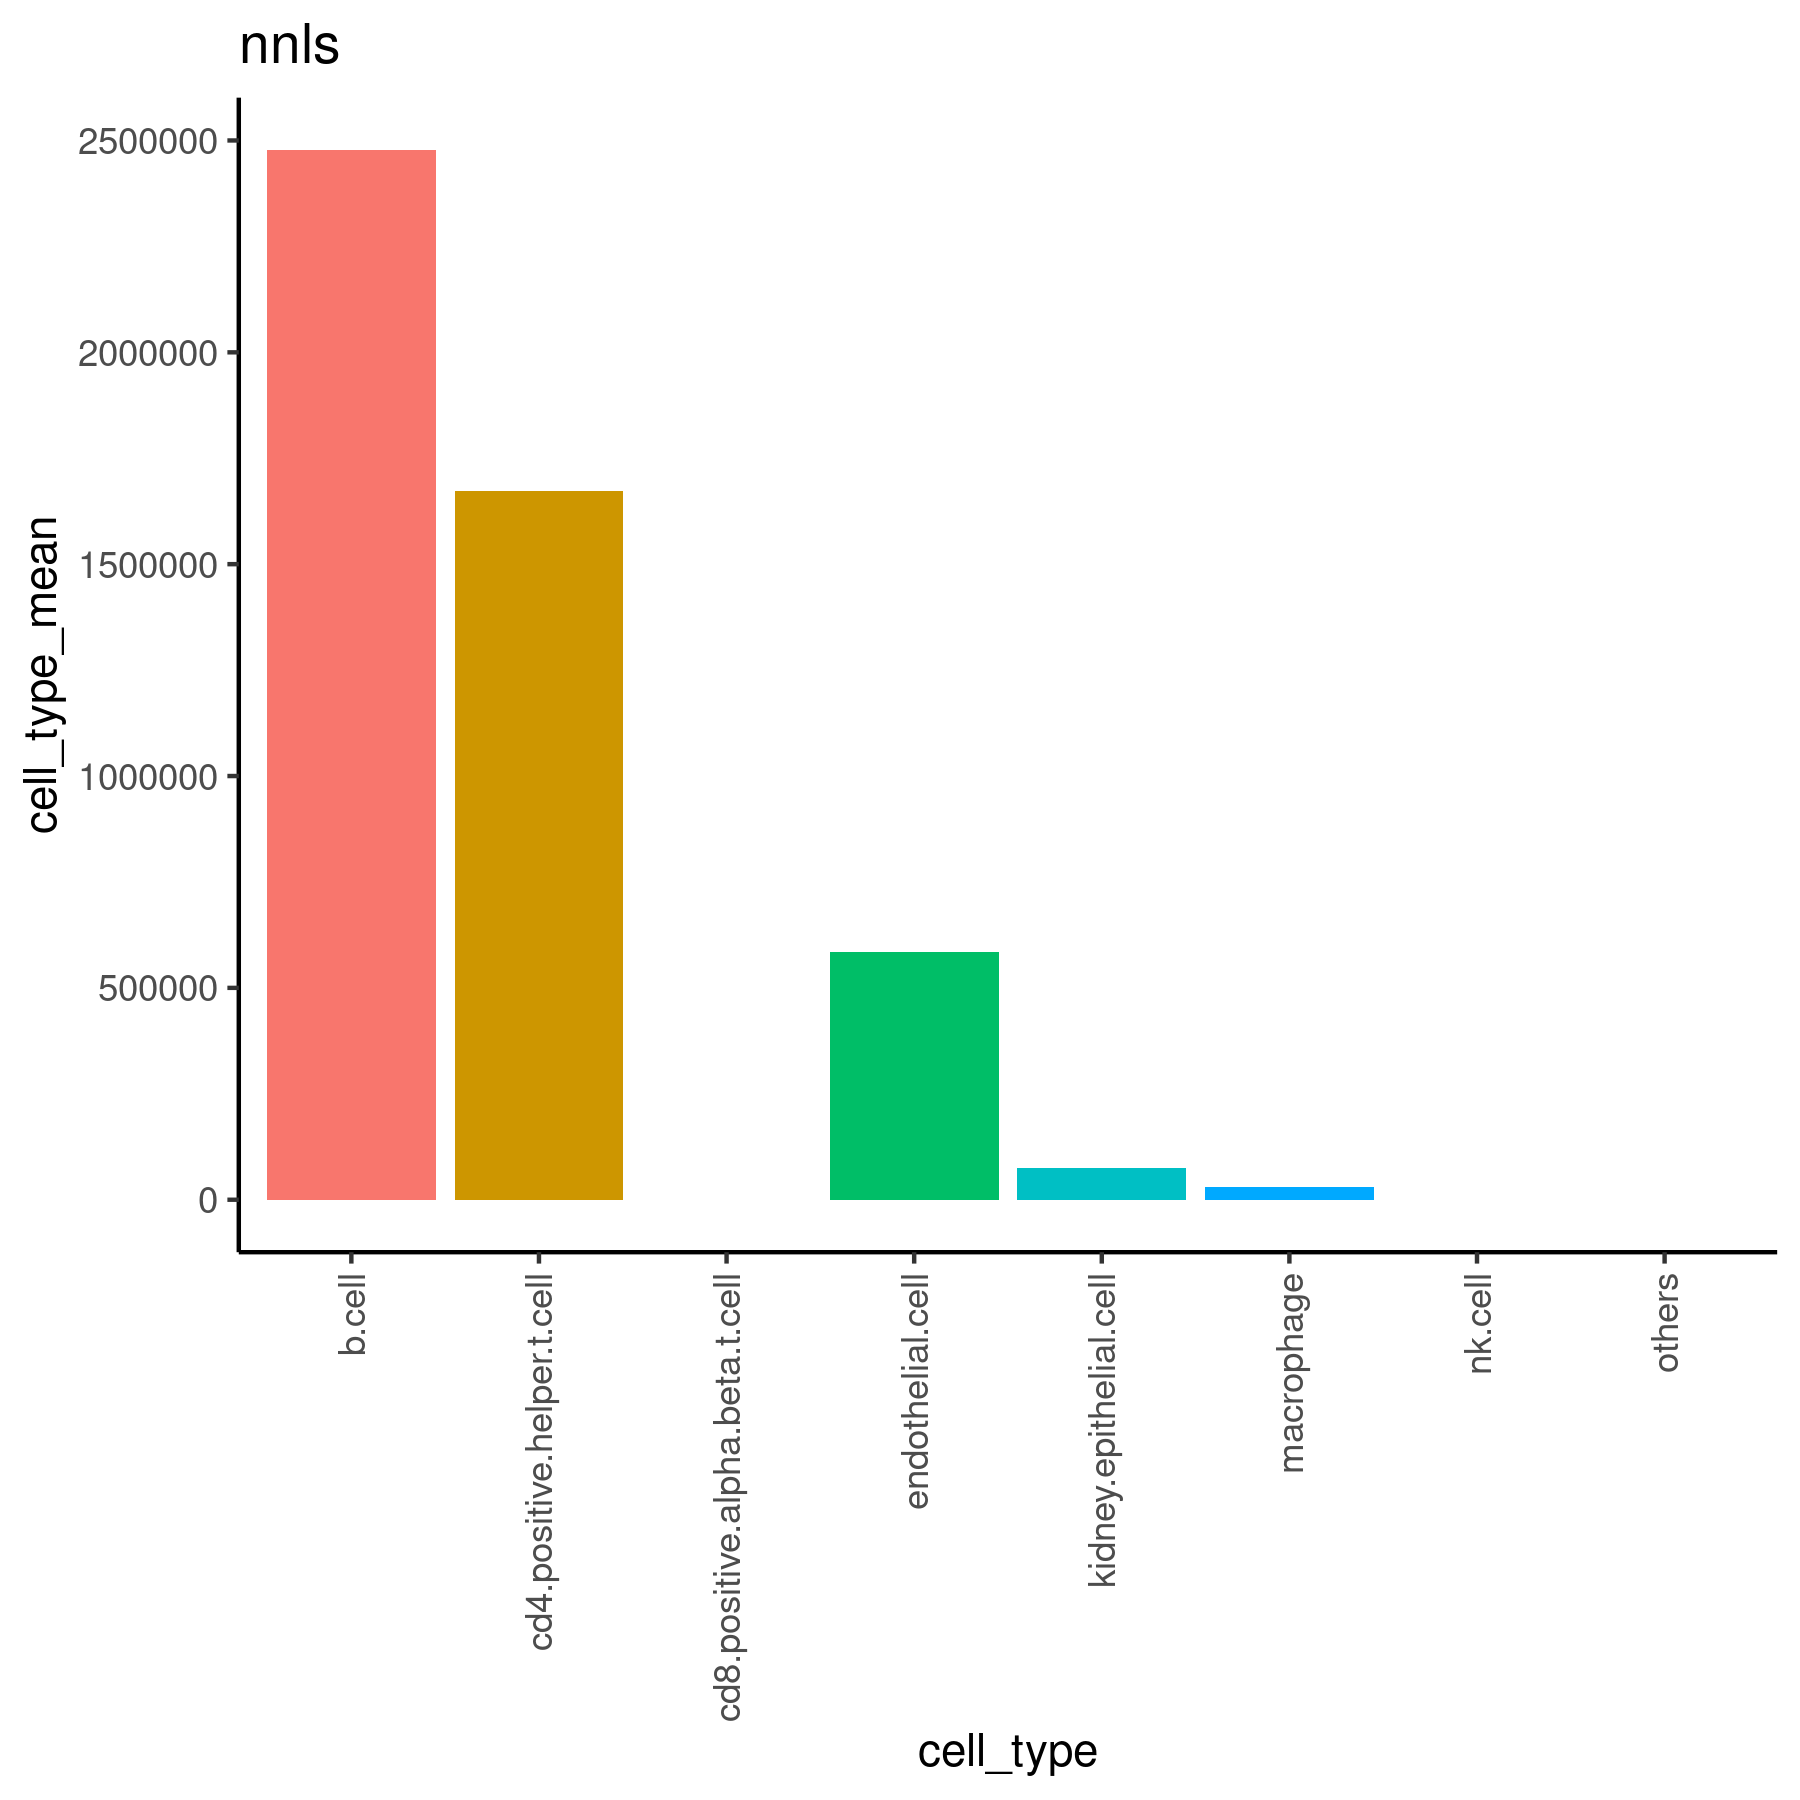 nnls
cell_type_mean
2500000
2000000
1500000
1000000
500000
0
b.cell
cd4.positive.helper.t.cell
cd8.positive.alpha.beta.t.cell
endothelial.cell
kidney.epithelial.cell
macrophage
nk.cell
others
cell_type